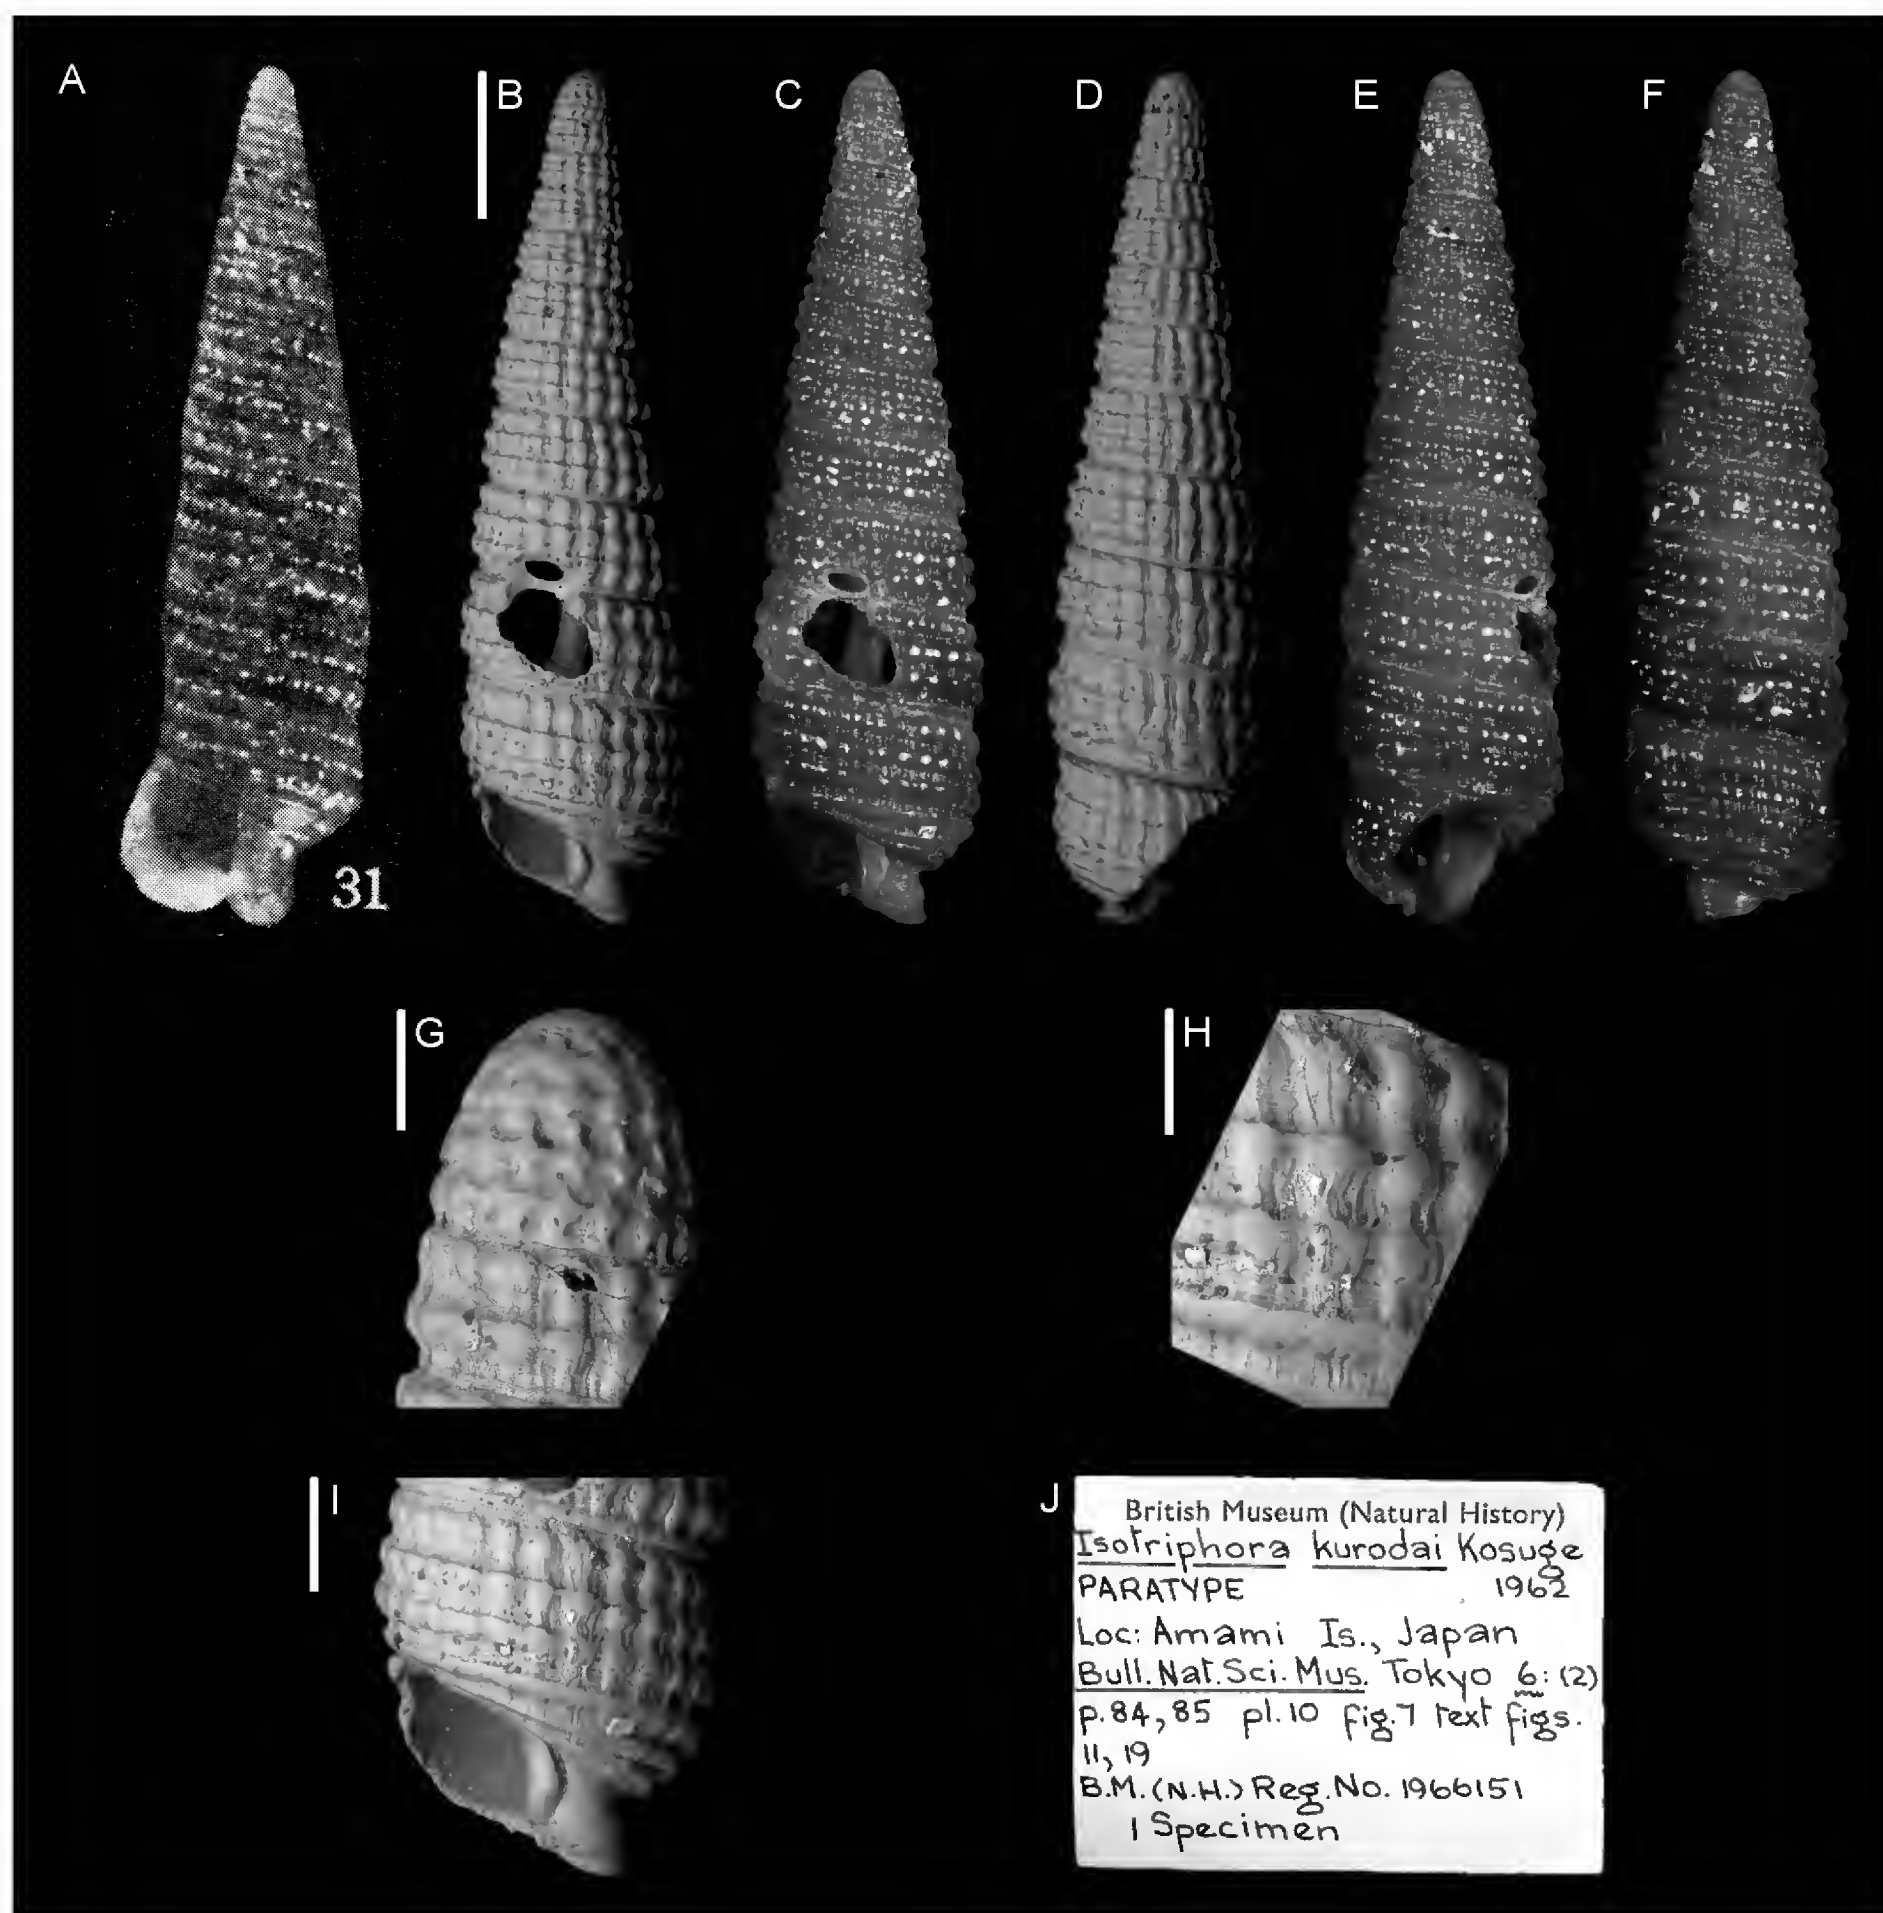 A
B
C
D
E
F
31
G
H
I
J
British Museum (Natural History)
Isotriphora kurodai Kosuge
PARATYPE 1962
Loc: Amami Is., Japan
Bull. Nat. Sci. Mus. Tokyo 6: (2)
p.84, 85 pl.10 fig.7 text figs.
11, 19
B.M.(N.H.) Reg. No. 1966151
1 Specimen